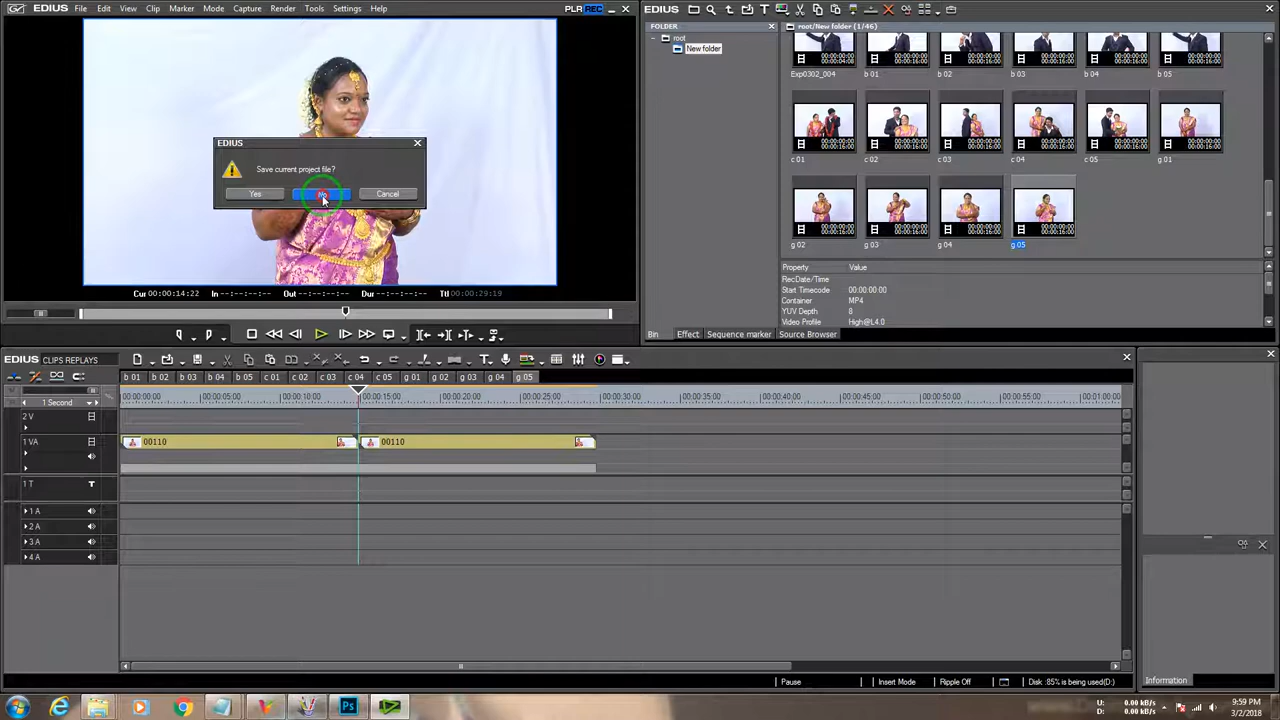 EDIUS File Edit View Clip Marker Mode Capture Render Tools Settings Help PLR REC
EDIUS
Save current project file?
Yes No Cancel
Cur 00:00:14:22 In --:--:--:-- Out --:--:--:-- Dur --:--:--:-- Ttl 00:00:29:19
EDIUS
FOLDER
root
New folder
root/New folder (1/46)
Exp0302_004 b 01 b 02 b 03 b 04 b 05
c 01 c 02 c 03 c 04 c 05 g 01
g 02 g 03 g 04 g 05
Property Value
RecDate/Time
Start Timecode 00:00:00:00
Container MP4
YUV Depth 8
Video Profile High@L4.0
Bin Effect Sequence marker Source Browser
EDIUS CLIPS REPLAYS
b 01 b 02 b 03 b 04 b 05 c 01 c 02 c 03 c 04 c 05 g 01 g 02 g 03 g 04 g 05
1 Second 00:00:00:00 00:00:05:00 00:00:10:00 00:00:15:00 00:00:20:00 00:00:25:00 00:00:30:00 00:00:35:00 00:00:40:00 00:00:45:00 00:00:50:00 00:00:55:00 00:01:00:00
2 V
1 VA 00110 00110
1 T T
1 A
2 A
3 A
4 A
Pause Insert Mode Ripple Off Disk :85% is being used(D:)
Information
U: 0.00 kB/s
D: 0.00 kB/s
9:59 PM
3/2/2018